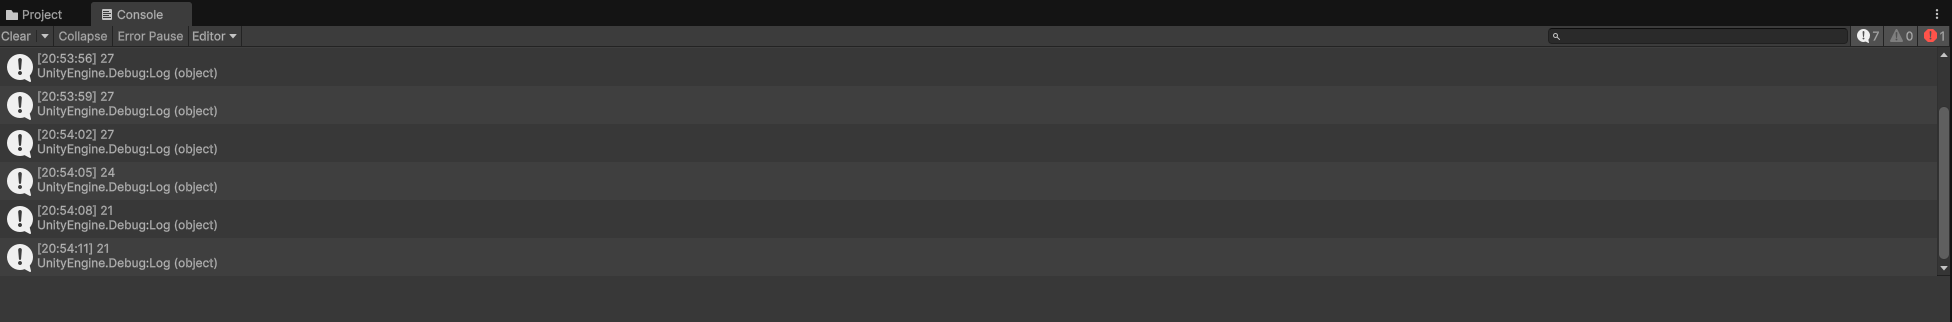 Project Console
Clear Collapse Error Pause Editor 7 0 1
[20:53:56] 27
UnityEngine.Debug:Log (object)
[20:53:59] 27
UnityEngine.Debug:Log (object)
[20:54:02] 27
UnityEngine.Debug:Log (object)
[20:54:05] 24
UnityEngine.Debug:Log (object)
[20:54:08] 21
UnityEngine.Debug:Log (object)
[20:54:11] 21
UnityEngine.Debug:Log (object)